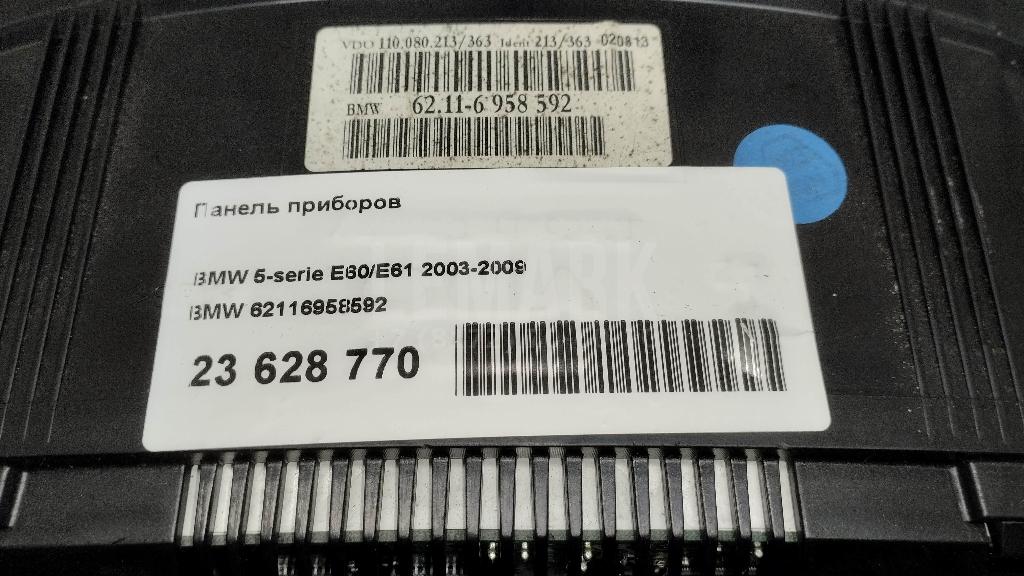 VDO 110.080.213/363 Ident 213/363 020813
BMW 62.11-6 958 592
Панель приборов
BMW 5-serie E60/E61 2003-2009
BMW 62116958592
23 628 770